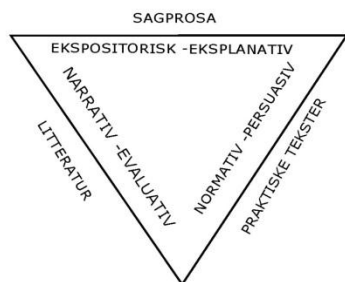 SAGPROSA
EKSPOSITORISK -EKSPLANATIV
NARRATIV -EVALUATIV
NORMATIV -PERSUASIV
LITTERATUR
PRAKTISKE TEKSTER